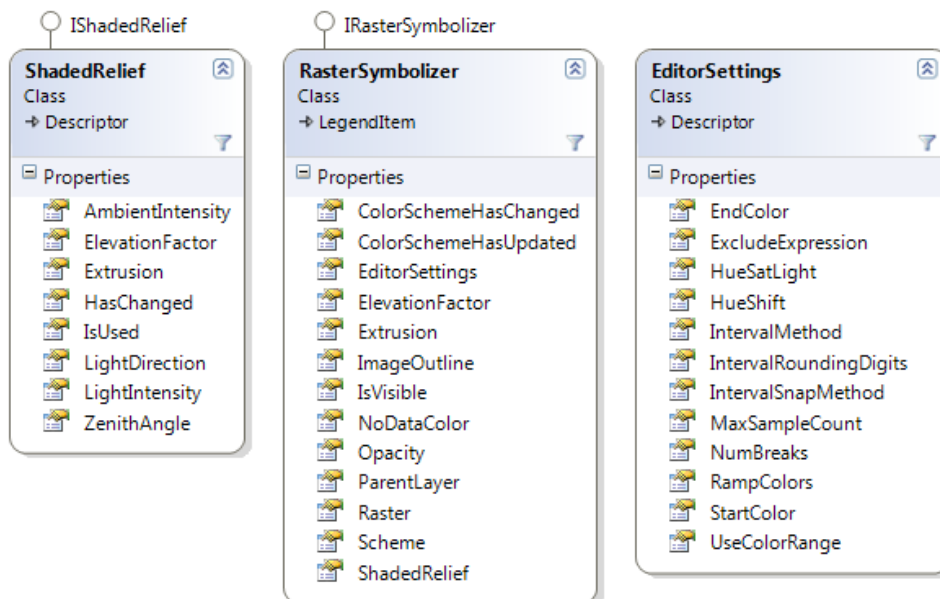 IShadedRelief
ShadedRelief
Class
Descriptor
Properties
AmbientIntensity
ElevationFactor
Extrusion
HasChanged
IsUsed
LightDirection
LightIntensity
ZenithAngle
IRasterSymbolizer
RasterSymbolizer
Class
LegendItem
Properties
ColorSchemeHasChanged
ColorSchemeHasUpdated
EditorSettings
ElevationFactor
Extrusion
ImageOutline
IsVisible
NoDataColor
Opacity
ParentLayer
Raster
Scheme
ShadedRelief
EditorSettings
Class
Descriptor
Properties
EndColor
ExcludeExpression
HueSatLight
HueShift
IntervalMethod
IntervalRoundingDigits
IntervalSnapMethod
MaxSampleCount
NumBreaks
RampColors
StartColor
UseColorRange